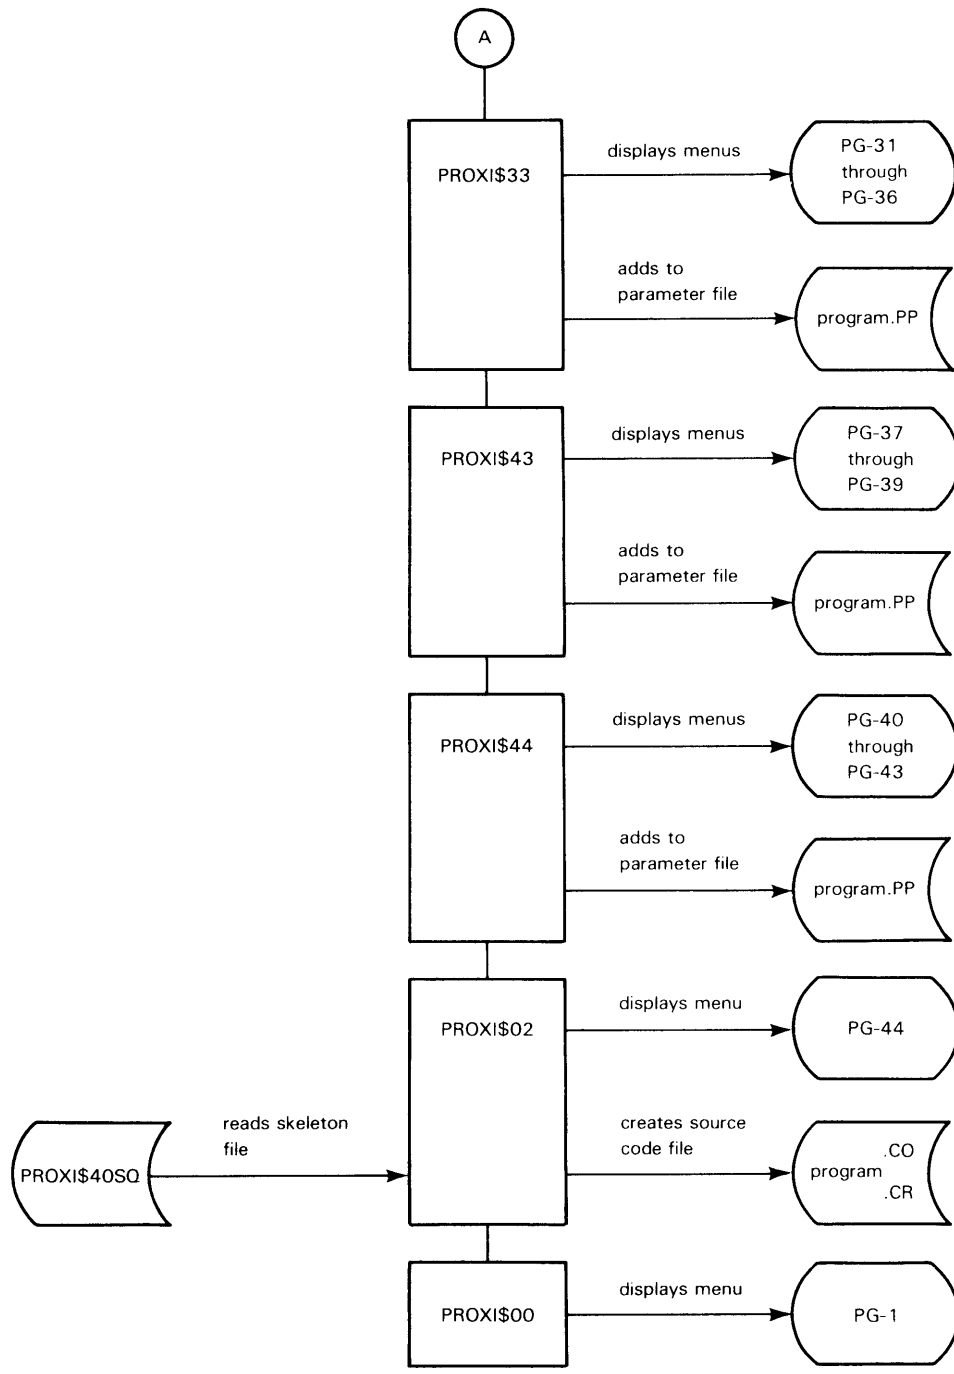 A
PROXI$33
displays menus
PG-31
through
PG-36
adds to
parameter file
program.PP
PROXI$43
displays menus
PG-37
through
PG-39
adds to
parameter file
program.PP
PROXI$44
displays menus
PG-40
through
PG-43
adds to
parameter file
program.PP
PROXI$02
displays menu
PG-44
PROXI$40SQ
reads skeleton
file
creates source
code file
.CO
program
.CR
PROXI$00
displays menu
PG-1